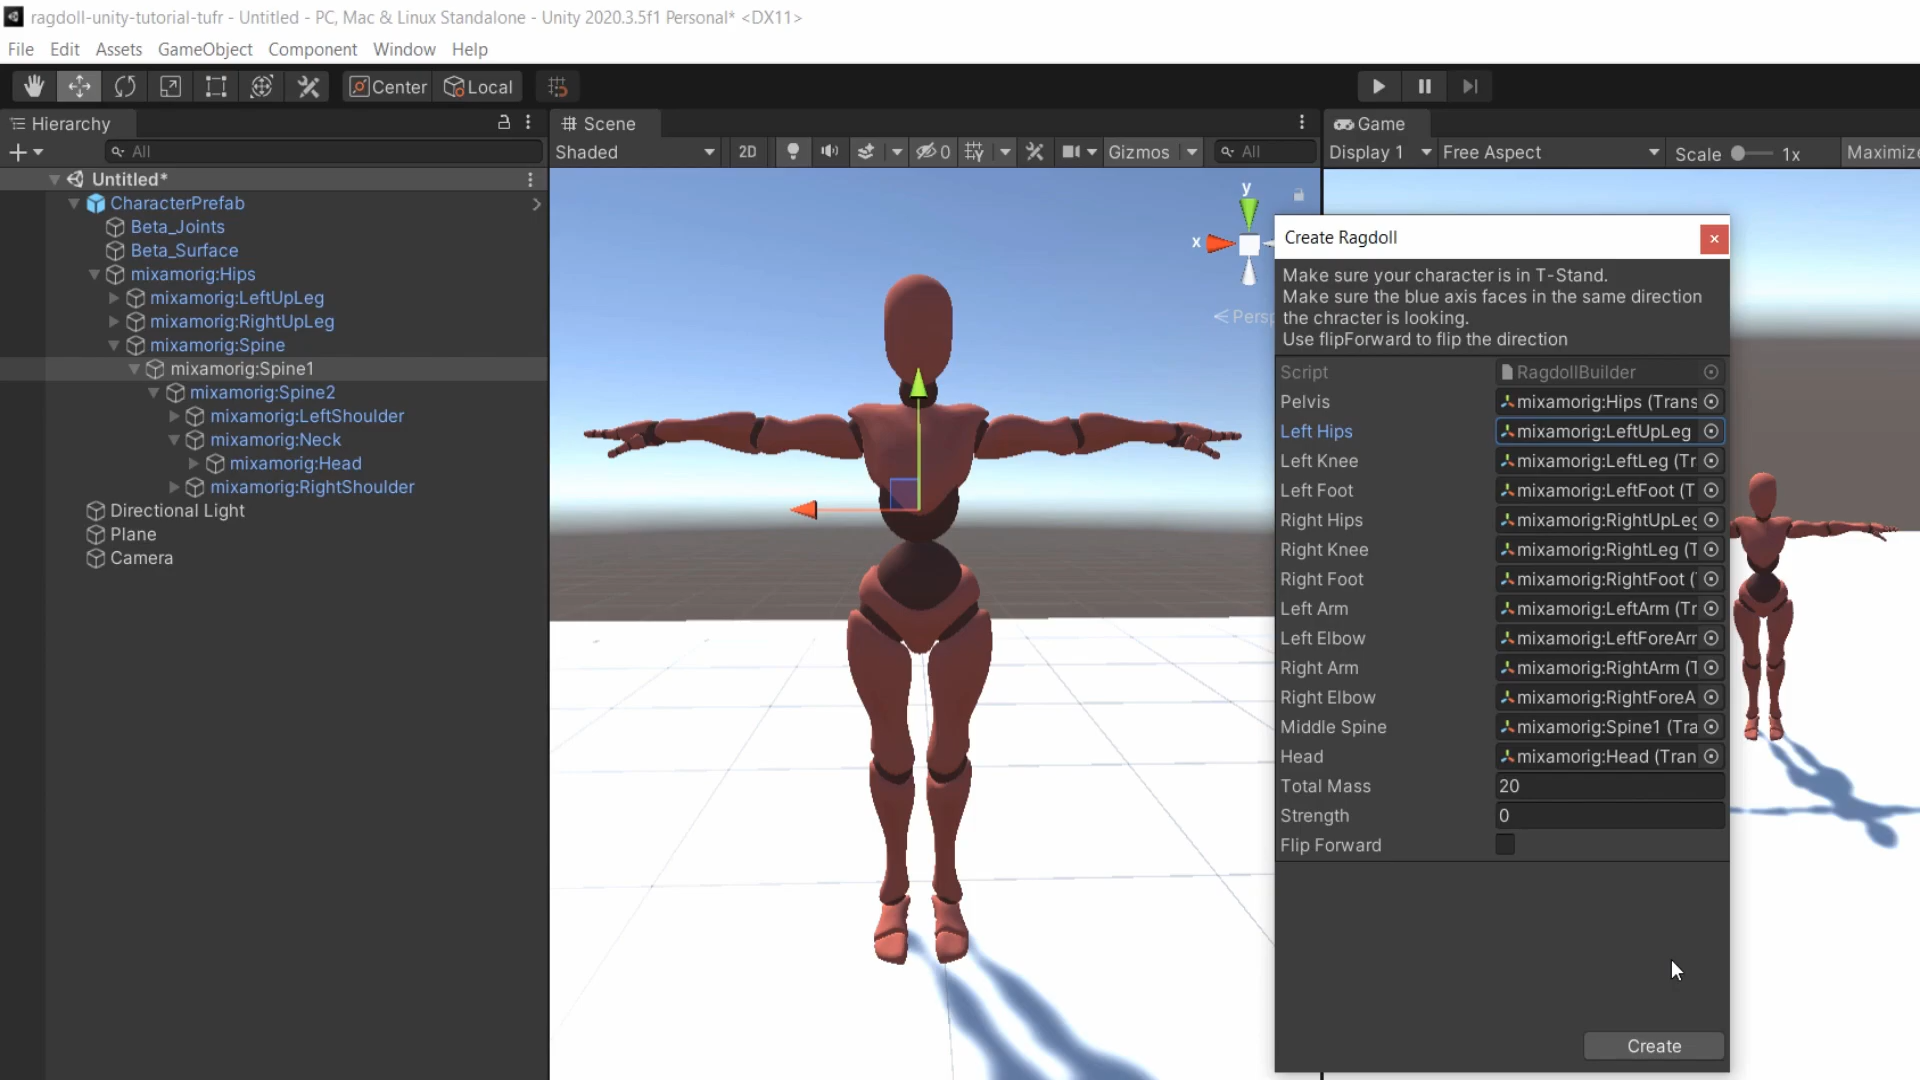 ragdoll-unity-tutorial-tufr - Untitled - PC, Mac & Linux Standalone - Unity 2020.3.5f1 Personal* <DX11>
File Edit Assets GameObject Component Window Help
Center Local
Hierarchy
All
Untitled*
CharacterPrefab
Beta_Joints
Beta_Surface
mixamorig:Hips
mixamorig:LeftUpLeg
mixamorig:RightUpLeg
mixamorig:Spine
mixamorig:Spine1
mixamorig:Spine2
mixamorig:LeftShoulder
mixamorig:Neck
mixamorig:Head
mixamorig:RightShoulder
Directional Light
Plane
Camera
Scene
Shaded 2D 0 Gizmos All
y
x
< Persp
Game
Display 1 Free Aspect Scale 1x Maximize
Create Ragdoll
Make sure your character is in T-Stand.
Make sure the blue axis faces in the same direction
the chracter is looking.
Use flipForward to flip the direction
Script RagdollBuilder
Pelvis mixamorig:Hips (Trans
Left Hips mixamorig:LeftUpLeg
Left Knee mixamorig:LeftLeg (Tr
Left Foot mixamorig:LeftFoot (T
Right Hips mixamorig:RightUpLeg
Right Knee mixamorig:RightLeg (T
Right Foot mixamorig:RightFoot (
Left Arm mixamorig:LeftArm (Tr
Left Elbow mixamorig:LeftForeArr
Right Arm mixamorig:RightArm (T
Right Elbow mixamorig:RightForeA
Middle Spine mixamorig:Spine1 (Tra
Head mixamorig:Head (Tran
Total Mass 20
Strength 0
Flip Forward
Create